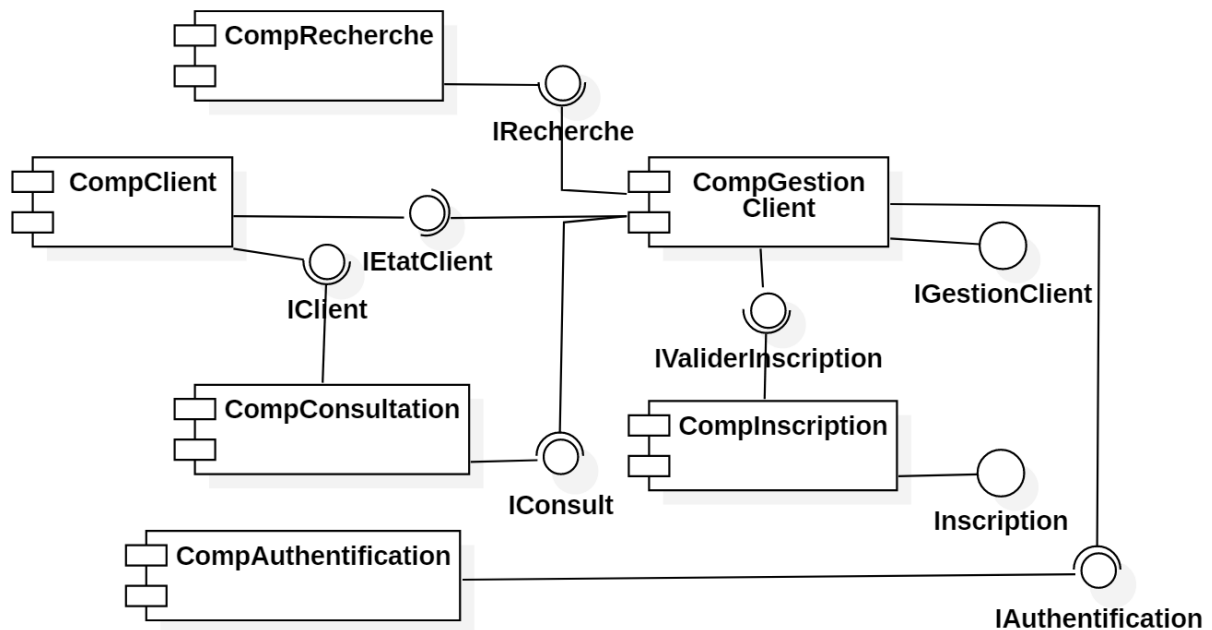 CompRecherche
IRecherche
CompClient
CompGestion
Client
IEtatClient
IClient
IGestionClient
IValiderInscription
CompConsultation
CompInscription
IConsult
Inscription
CompAuthentification
IAuthentification